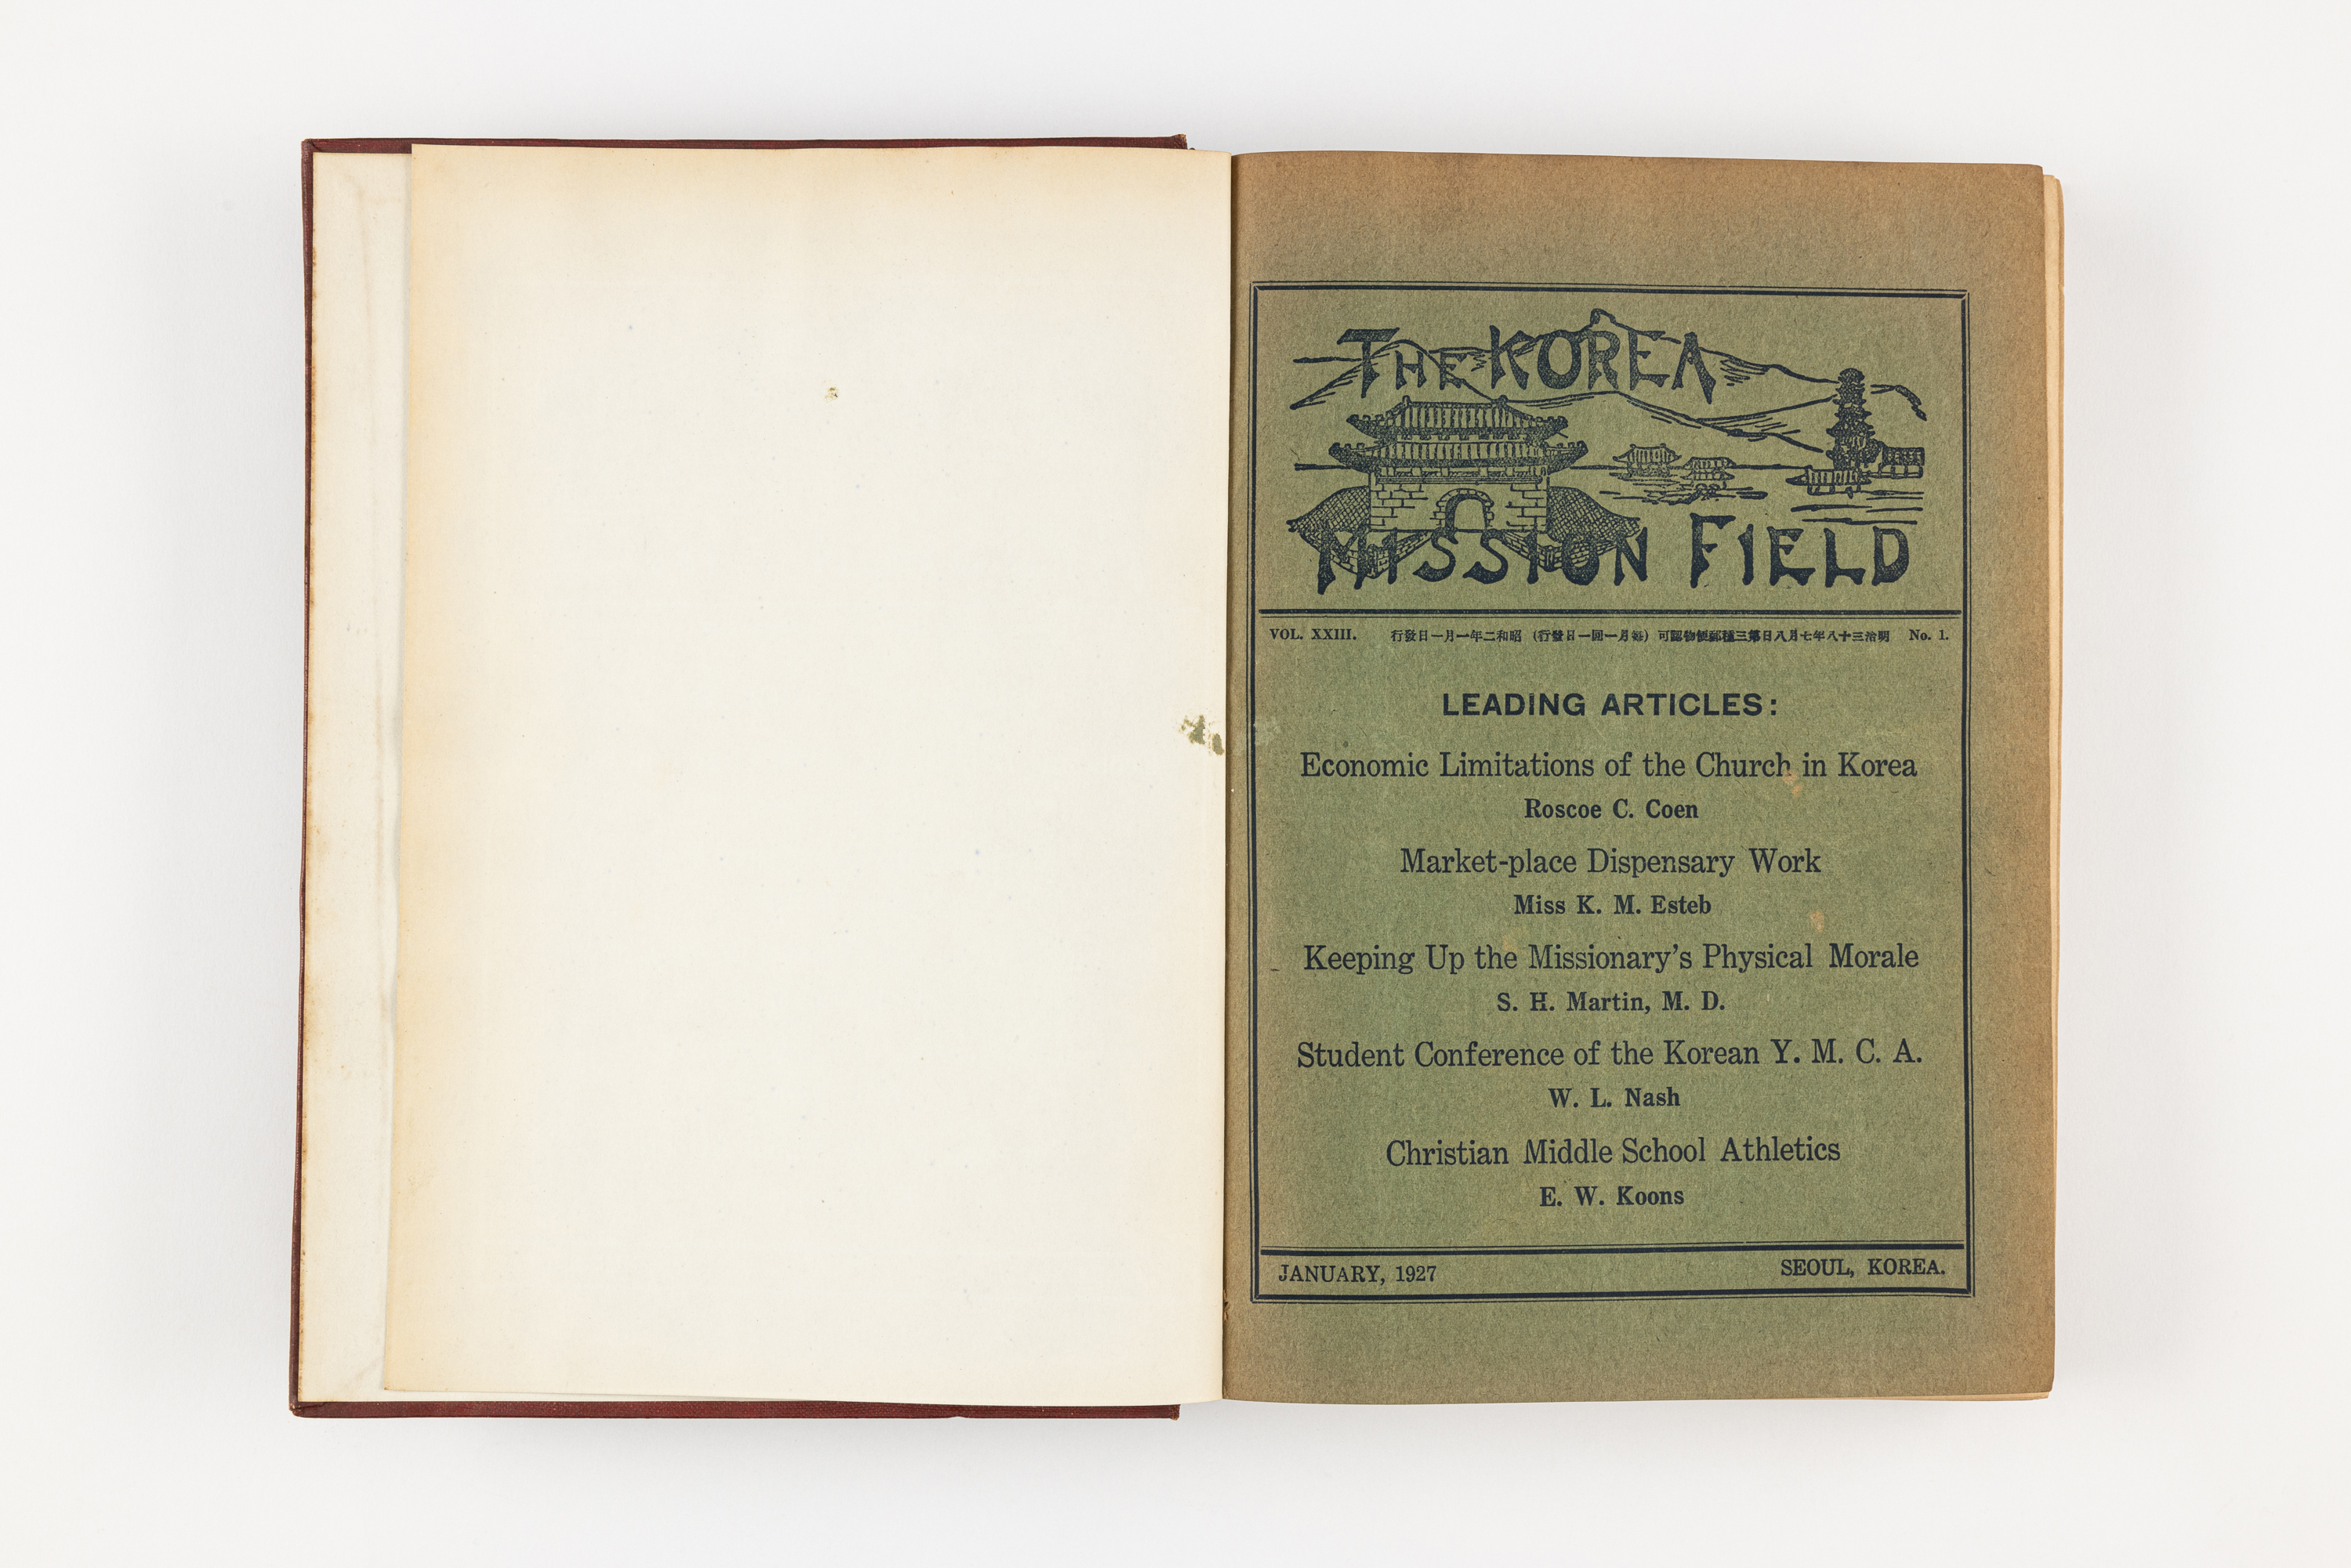 THE KOREA
MISSION FIELD
VOL. XXIII. 行發日一月一年二和昭 (行發日一回一月每) 可認物便郵種三第日八月七年八十三治明 No. 1.
LEADING ARTICLES:
Economic Limitations of the Church in Korea
Roscoe C. Coen
Market-place Dispensary Work
Miss K. M. Esteb
Keeping Up the Missionary's Physical Morale
S. H. Martin, M. D.
Student Conference of the Korean Y. M. C. A.
W. L. Nash
Christian Middle School Athletics
E. W. Koons
JANUARY, 1927 SEOUL, KOREA.